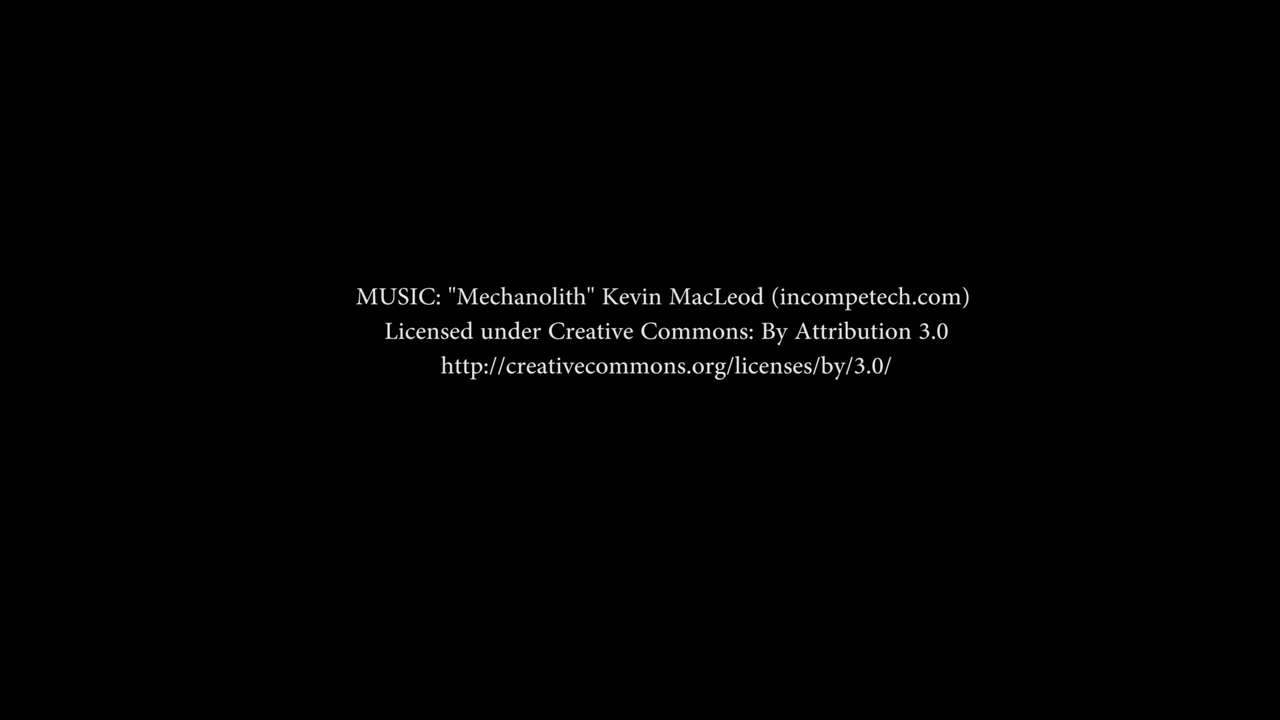 MUSIC: "Mechanolith" Kevin MacLeod (incompetech.com)
Licensed under Creative Commons: By Attribution 3.0
http://creativecommons.org/licenses/by/3.0/